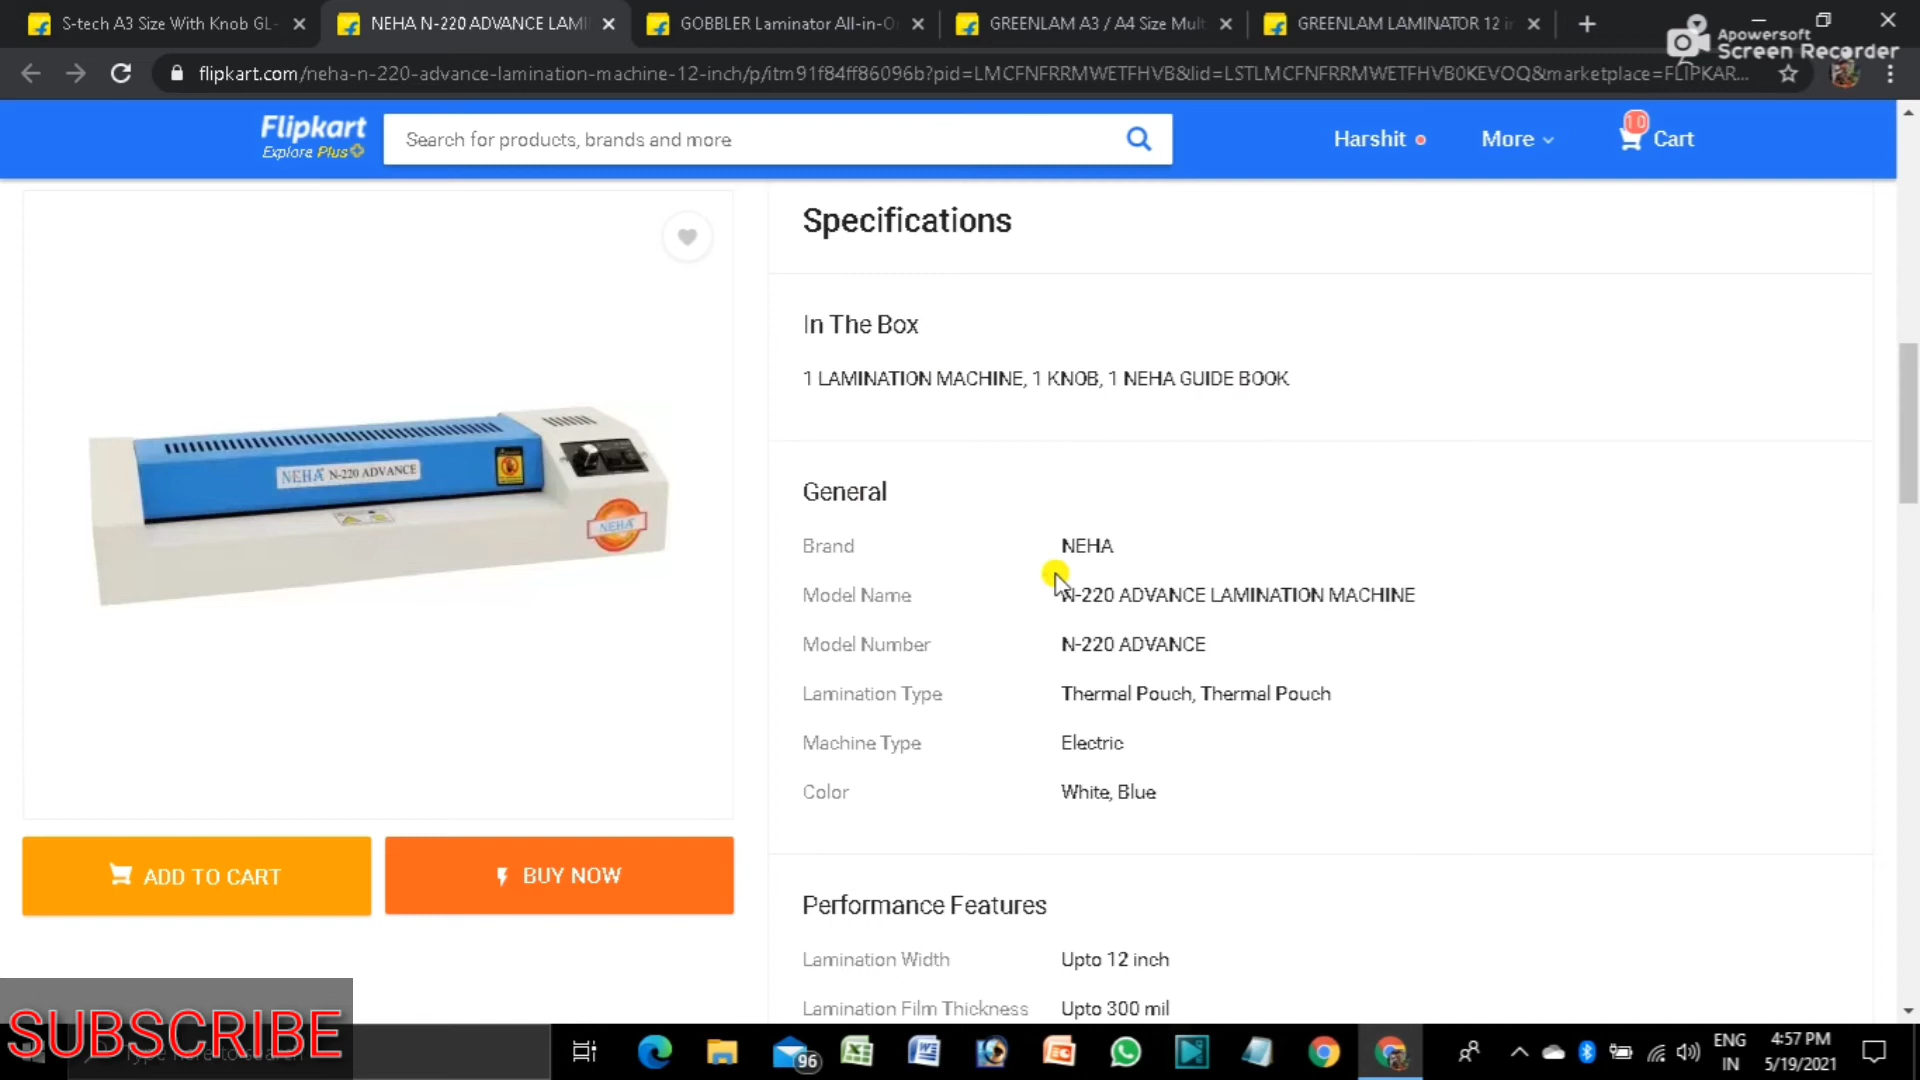 S-tech A3 Size With Knob GL-
NEHA N-220 ADVANCE LAMI
GOBBLER Laminator All-in-O
GREENLAM A3 / A4 Size Mult
GREENLAM LAMINATOR 12 in
Apowersoft
Screen Recorder
flipkart.com/neha-n-220-advance-lamination-machine-12-inch/p/itm91f84ff86096b?pid=LMCFNFRRMWETFHVB&lid=LSTLMCFNFRRMWETFHVB0KEVOQ&marketplace=FLIPKAR...
Flipkart
Explore Plus
Search for products, brands and more
Harshit
More
10
Cart
Specifications
In The Box
1 LAMINATION MACHINE, 1 KNOB, 1 NEHA GUIDE BOOK
NEHA N-220 ADVANCE
NEHA
General
Brand NEHA
Model Name N-220 ADVANCE LAMINATION MACHINE
Model Number N-220 ADVANCE
Lamination Type Thermal Pouch, Thermal Pouch
Machine Type Electric
Color White, Blue
ADD TO CART
BUY NOW
Performance Features
Lamination Width Upto 12 inch
Lamination Film Thickness Upto 300 mil
SUBSCRIBE
Type here to search
96
ENG
IN
4:57 PM
5/19/2021